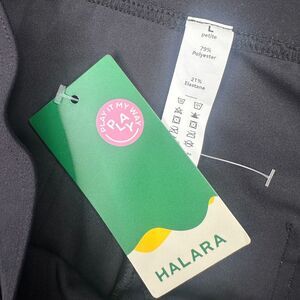 L
petite
79%
Polyester
21%
Elastane
PLAY IT MY WAY
PLAY
HALARA